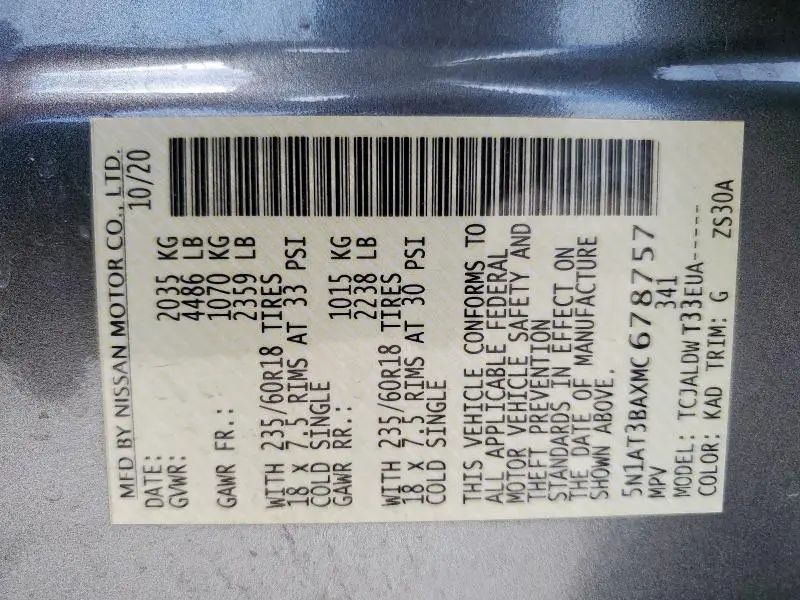 MFD BY NISSAN MOTOR CO., LTD.
DATE: 10/20
GVWR: 2035 KG
4486 LB
GAWR FR.: 1070 KG
2359 LB
WITH 235/60R18 TIRES
18 X 7.5 RIMS AT 33 PSI
COLD SINGLE
GAWR RR.: 1015 KG
2238 LB
WITH 235/60R18 TIRES
18 X 7.5 RIMS AT 30 PSI
COLD SINGLE
THIS VEHICLE CONFORMS TO
ALL APPLICABLE FEDERAL
MOTOR VEHICLE SAFETY AND
THEFT PREVENTION
STANDARDS IN EFFECT ON
THE DATE OF MANUFACTURE
SHOWN ABOVE.
5N1AT3BAXMC678757
MPV 341
MODEL: TCJALDWT33EUA-----
COLOR: KAD TRIM: G ZS30A